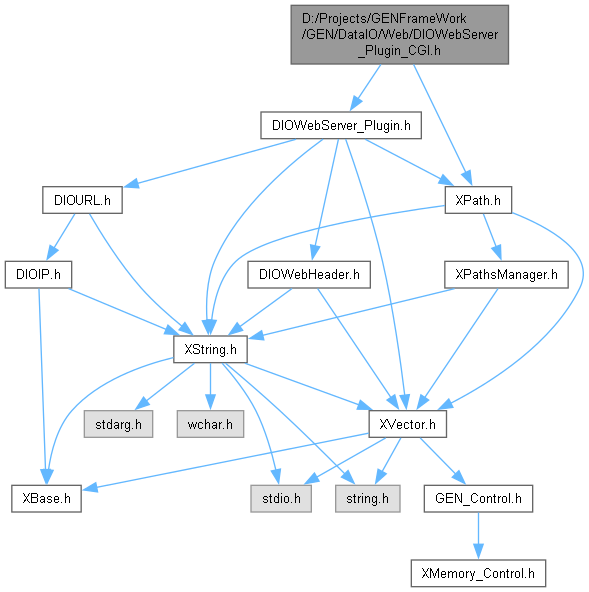 D:/Projects/GENFrameWork
/GEN/DataIO/Web/DIOWebServer
_Plugin_CGI.h
DIOWebServer_Plugin.h
DIOURL.h
XPath.h
DIOIP.h
DIOWebHeader.h
XPathsManager.h
XString.h
stdarg.h
wchar.h
XVector.h
XBase.h
stdio.h
string.h
GEN_Control.h
XMemory_Control.h